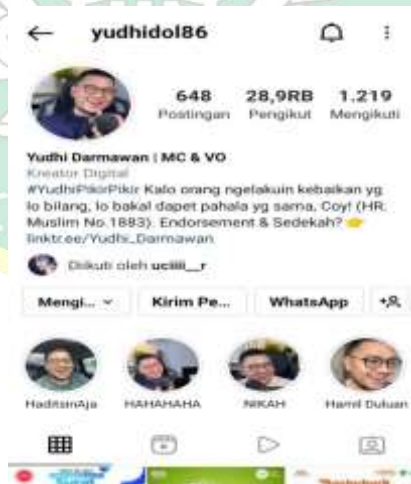 yudhidol86
648 28,9RB 1.219
Postingan Pengikut Mengikuti
Yudhi Darmawan | MC & VO
Kreator Digital
#YudhiPikirPikir Kalo orang ngelakuin kebaikan yg
lo bilang, lo bakal dapet pahala yg sama, Coy! (HR.
Muslim No.1883). Endorsement & Sedekah? 👉
linktr.ee/Yudhi_Darmawan
Diikuti oleh uciiii__r
Mengi... Kirim Pe... WhatsApp
HaditsinAja HAHAHAHA NIKAH Hamil Duluan